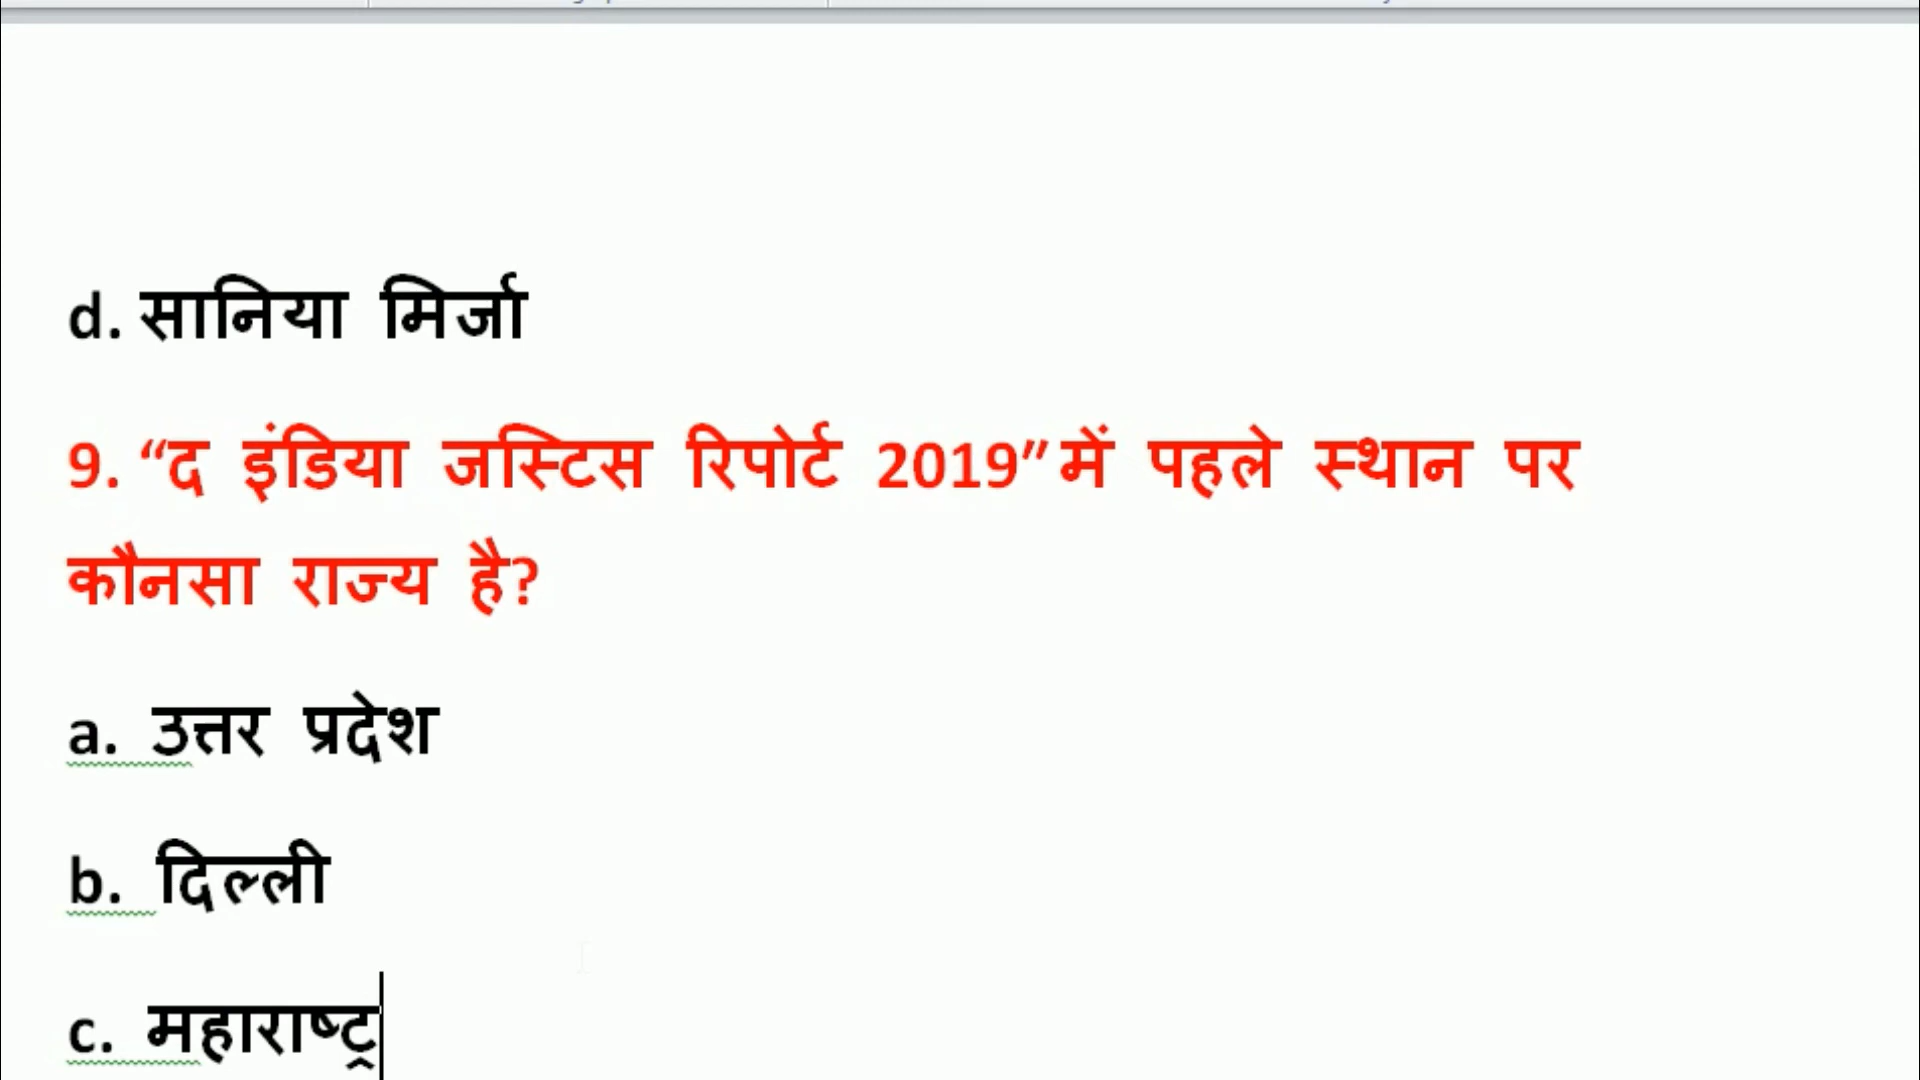 d. सानिया मिर्जा
9. “द इंडिया जस्टिस रिपोर्ट 2019” में पहले स्थान पर
कौनसा राज्य है?
a. उत्तर प्रदेश
b. दिल्ली
c. महाराष्ट्र